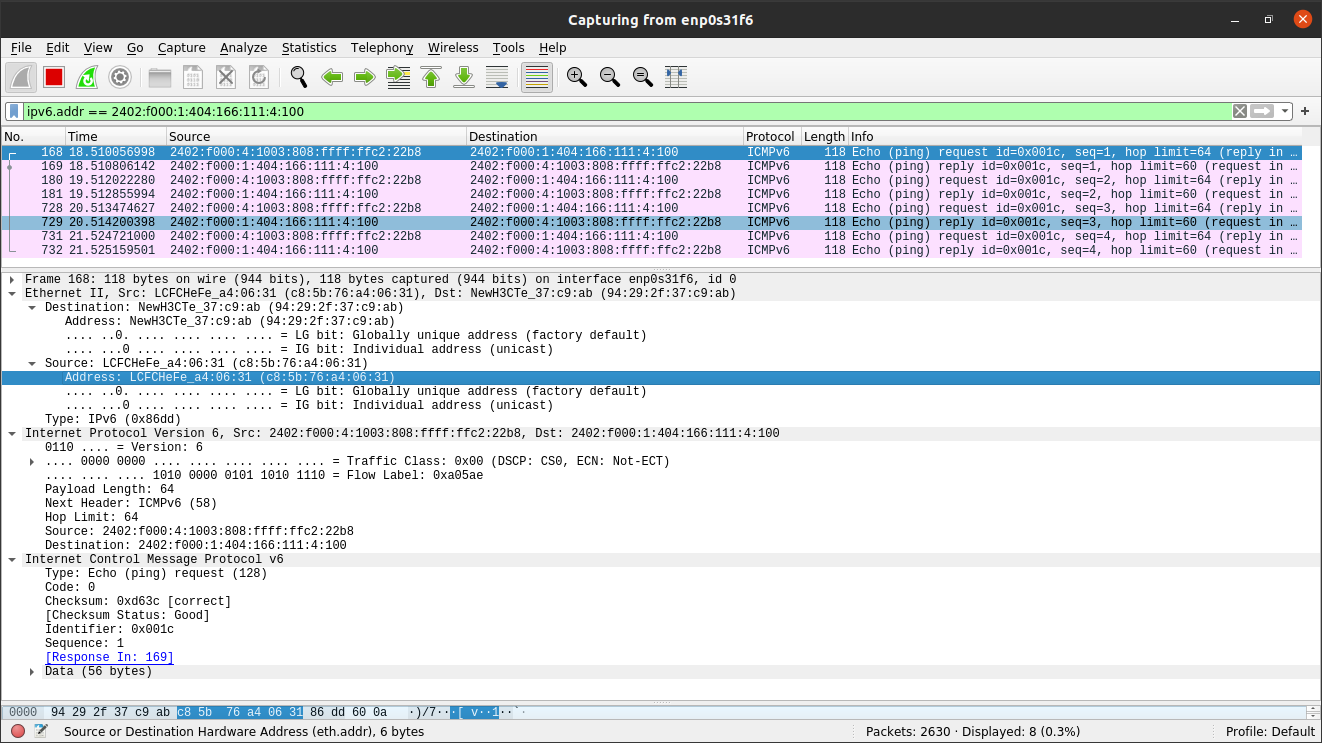 Capturing from enp0s31f6
File Edit View Go Capture Analyze Statistics Telephony Wireless Tools Help
ipv6.addr == 2402:f000:1:404:166:111:4:100
No. Time Source Destination Protocol Length Info
168 18.510056998 2402:f000:4:1003:808:ffff:ffc2:22b8 2402:f000:1:404:166:111:4:100 ICMPv6 118 Echo (ping) request id=0x001c, seq=1, hop limit=64 (reply in …
169 18.510806142 2402:f000:1:404:166:111:4:100 2402:f000:4:1003:808:ffff:ffc2:22b8 ICMPv6 118 Echo (ping) reply id=0x001c, seq=1, hop limit=60 (request in …
180 19.512022280 2402:f000:4:1003:808:ffff:ffc2:22b8 2402:f000:1:404:166:111:4:100 ICMPv6 118 Echo (ping) request id=0x001c, seq=2, hop limit=64 (reply in …
181 19.512855994 2402:f000:1:404:166:111:4:100 2402:f000:4:1003:808:ffff:ffc2:22b8 ICMPv6 118 Echo (ping) reply id=0x001c, seq=2, hop limit=60 (request in …
728 20.513474627 2402:f000:4:1003:808:ffff:ffc2:22b8 2402:f000:1:404:166:111:4:100 ICMPv6 118 Echo (ping) request id=0x001c, seq=3, hop limit=64 (reply in …
729 20.514200398 2402:f000:1:404:166:111:4:100 2402:f000:4:1003:808:ffff:ffc2:22b8 ICMPv6 118 Echo (ping) reply id=0x001c, seq=3, hop limit=60 (request in …
731 21.524721000 2402:f000:4:1003:808:ffff:ffc2:22b8 2402:f000:1:404:166:111:4:100 ICMPv6 118 Echo (ping) request id=0x001c, seq=4, hop limit=64 (reply in …
732 21.525159501 2402:f000:1:404:166:111:4:100 2402:f000:4:1003:808:ffff:ffc2:22b8 ICMPv6 118 Echo (ping) reply id=0x001c, seq=4, hop limit=60 (request in …
Frame 168: 118 bytes on wire (944 bits), 118 bytes captured (944 bits) on interface enp0s31f6, id 0
Ethernet II, Src: LCFCHeFe_a4:06:31 (c8:5b:76:a4:06:31), Dst: NewH3CTe_37:c9:ab (94:29:2f:37:c9:ab)
Destination: NewH3CTe_37:c9:ab (94:29:2f:37:c9:ab)
Address: NewH3CTe_37:c9:ab (94:29:2f:37:c9:ab)
.... ..0. .... .... .... .... = LG bit: Globally unique address (factory default)
.... ...0 .... .... .... .... = IG bit: Individual address (unicast)
Source: LCFCHeFe_a4:06:31 (c8:5b:76:a4:06:31)
Address: LCFCHeFe_a4:06:31 (c8:5b:76:a4:06:31)
.... ..0. .... .... .... .... = LG bit: Globally unique address (factory default)
.... ...0 .... .... .... .... = IG bit: Individual address (unicast)
Type: IPv6 (0x86dd)
Internet Protocol Version 6, Src: 2402:f000:4:1003:808:ffff:ffc2:22b8, Dst: 2402:f000:1:404:166:111:4:100
0110 .... = Version: 6
.... 0000 0000 .... .... .... .... .... = Traffic Class: 0x00 (DSCP: CS0, ECN: Not-ECT)
.... .... .... 1010 0000 0101 1010 1110 = Flow Label: 0xa05ae
Payload Length: 64
Next Header: ICMPv6 (58)
Hop Limit: 64
Source: 2402:f000:4:1003:808:ffff:ffc2:22b8
Destination: 2402:f000:1:404:166:111:4:100
Internet Control Message Protocol v6
Type: Echo (ping) request (128)
Code: 0
Checksum: 0xd63c [correct]
[Checksum Status: Good]
Identifier: 0x001c
Sequence: 1
[Response In: 169]
Data (56 bytes)
0000 94 29 2f 37 c9 ab c8 5b 76 a4 06 31 86 dd 60 0a ·)/7···[ v··1··`·
Source or Destination Hardware Address (eth.addr), 6 bytes Packets: 2630 · Displayed: 8 (0.3%) Profile: Default